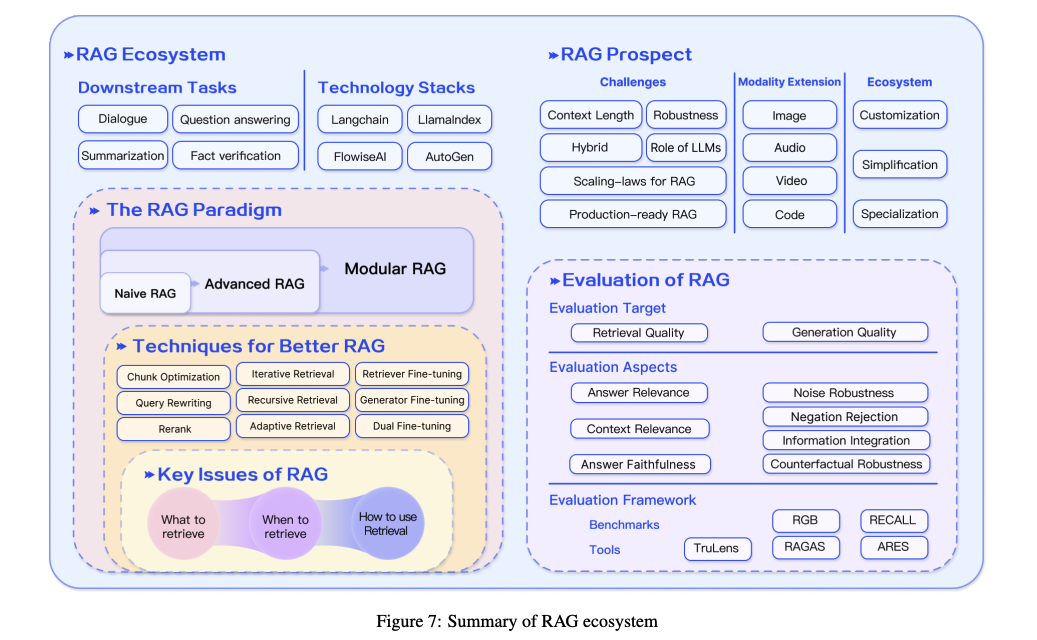 RAG Ecosystem
Downstream Tasks
Dialogue
Question answering
Summarization
Fact verification
Technology Stacks
Langchain
LlamaIndex
FlowiseAI
AutoGen
The RAG Paradigm
Naive RAG
Advanced RAG
Modular RAG
Techniques for Better RAG
Chunk Optimization
Iterative Retrieval
Retriever Fine-tuning
Query Rewriting
Recursive Retrieval
Generator Fine-tuning
Rerank
Adaptive Retrieval
Dual Fine-tuning
Key Issues of RAG
What to
retrieve
When to
retrieve
How to use
Retrieval
RAG Prospect
Challenges
Context Length
Robustness
Hybrid
Role of LLMs
Scaling-laws for RAG
Production-ready RAG
Modality Extension
Image
Audio
Video
Code
Ecosystem
Customization
Simplification
Specialization
Evaluation of RAG
Evaluation Target
Retrieval Quality
Generation Quality
Evaluation Aspects
Answer Relevance
Context Relevance
Answer Faithfulness
Noise Robustness
Negation Rejection
Information Integration
Counterfactual Robustness
Evaluation Framework
Benchmarks
RGB
RECALL
Tools
TruLens
RAGAS
ARES
Figure 7: Summary of RAG ecosystem